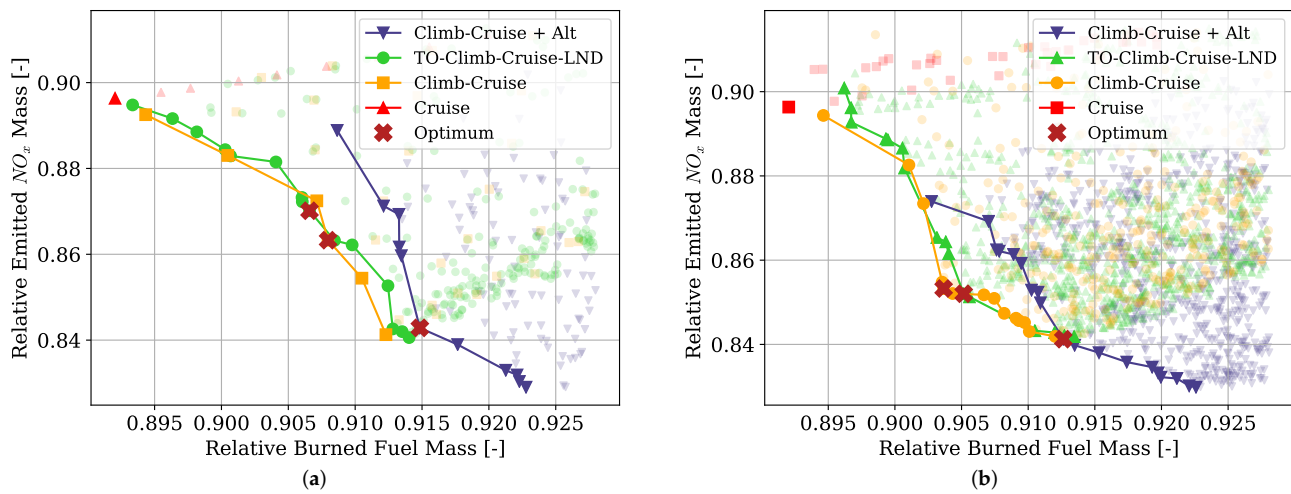 Climb-Cruise + Alt
TO-Climb-Cruise-LND
Climb-Cruise
Cruise
Optimum
0.90
0.88
0.86
0.84
Relative Emitted NOx Mass [-]
0.895 0.900 0.905 0.910 0.915 0.920 0.925
Relative Burned Fuel Mass [-]
(a)
Climb-Cruise + Alt
TO-Climb-Cruise-LND
Climb-Cruise
Cruise
Optimum
0.90
0.88
0.86
0.84
Relative Emitted NOx Mass [-]
0.895 0.900 0.905 0.910 0.915 0.920 0.925
Relative Burned Fuel Mass [-]
(b)